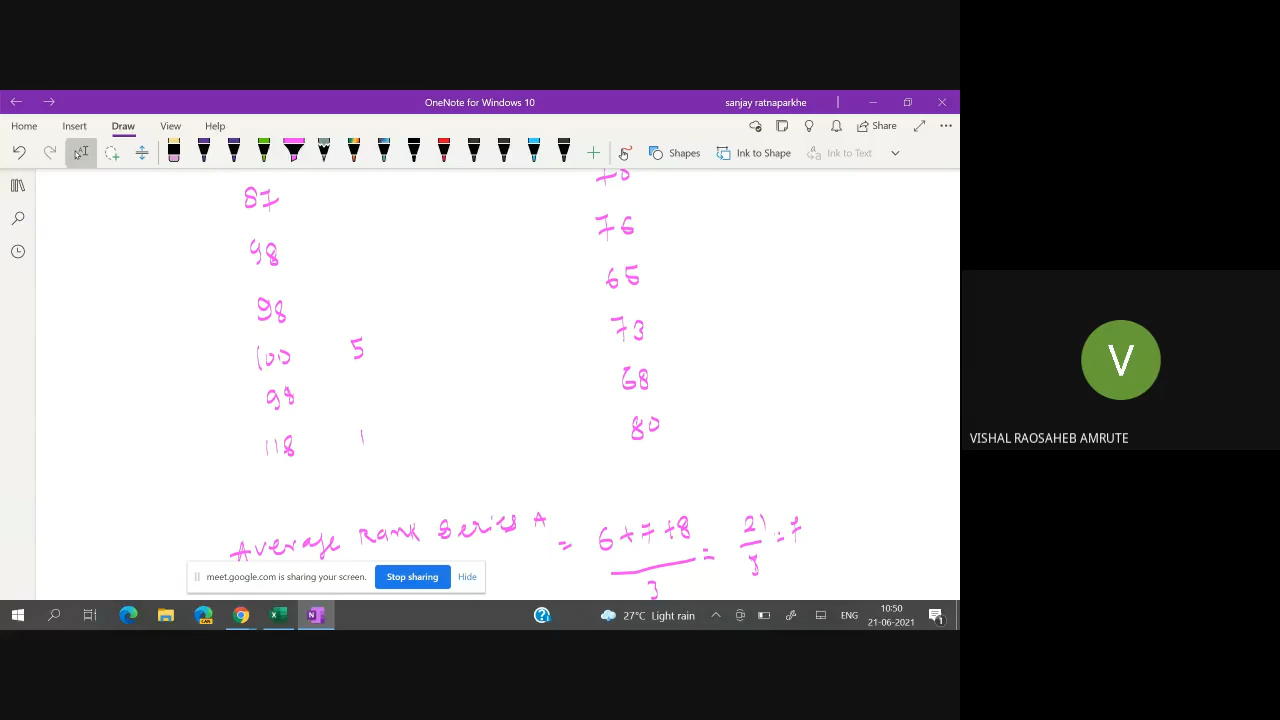 OneNote for Windows 10
sanjay ratnaparkhe
Home Insert Draw View Help
Share
Shapes Ink to Shape Ink to Text
87
76
98
65
98
73
100 5
68
98
80
118 1
Average Rank Series A = 6+7+8 / 3 = 21 / 3 = 7
meet.google.com is sharing your screen. Stop sharing Hide
27°C Light rain
ENG
10:50
21-06-2021
V
VISHAL RAOSAHEB AMRUTE